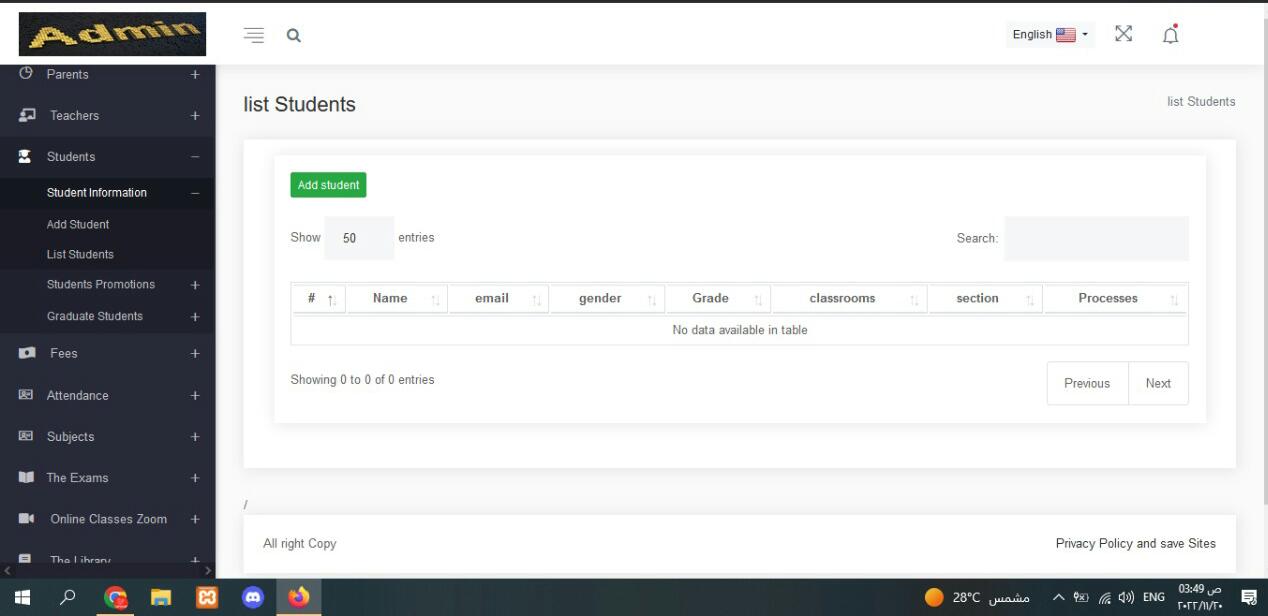 Admin
English
Parents +
Teachers +
Students −
Student Information −
Add Student
List Students
Students Promotions +
Graduate Students +
Fees +
Attendance +
Subjects +
The Exams +
Online Classes Zoom +
The Library +
list Students
list Students
Add student
Show 50 entries
Search:
# Name email gender Grade classrooms section Processes
No data available in table
Showing 0 to 0 of 0 entries
Previous Next
/
All right Copy
Privacy Policy and save Sites
28°C مشمس
ENG
03:49 ص
٢٠٢٢/١١/٢٠